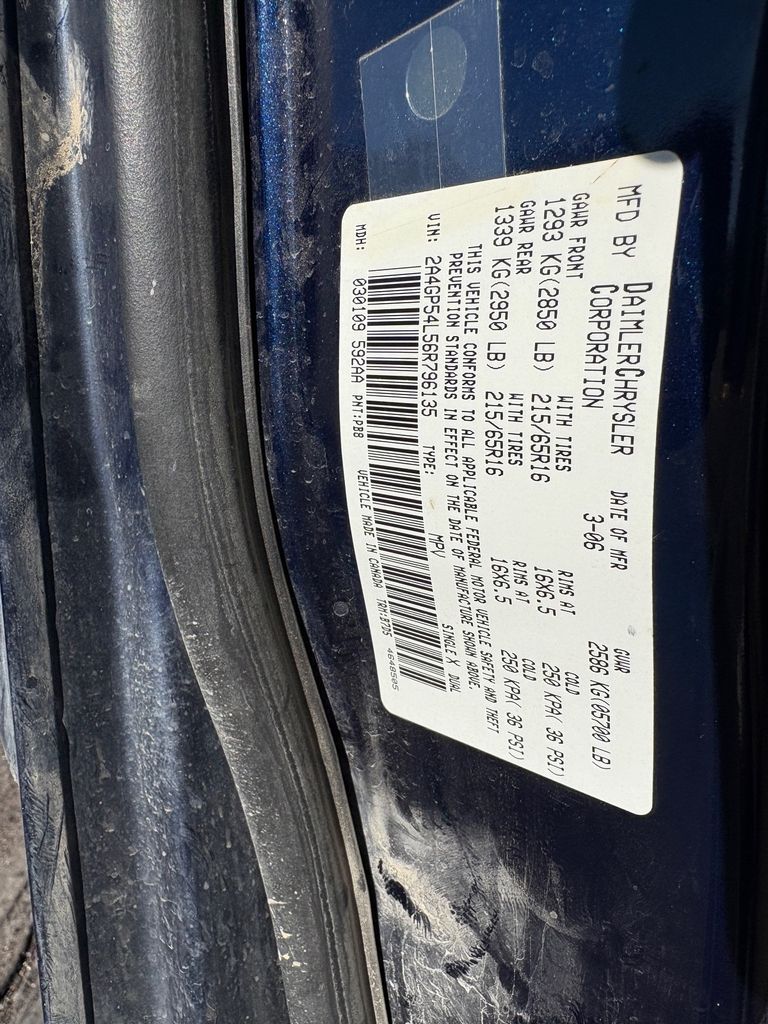 MFD BY DAIMLERCHRYSLER CORPORATION
DATE OF MFR
3-06
GVWR
2586 KG(05700 LB)
GAWR FRONT WITH TIRES RIMS AT COLD
1293 KG(2850 LB) 215/65R16 16X6.5 250 KPA( 36 PSI)
GAWR REAR WITH TIRES RIMS AT COLD
1339 KG(2950 LB) 215/65R16 16X6.5 250 KPA( 36 PSI)
THIS VEHICLE CONFORMS TO ALL APPLICABLE FEDERAL MOTOR VEHICLE SAFETY AND THEFT
PREVENTION STANDARDS IN EFFECT ON THE DATE OF MANUFACTURE SHOWN ABOVE.
VIN: 2A4GP54L56R796135 TYPE: MPV SINGLE X DUAL
MDH: 030109 592AA PNT:PB8 VEHICLE MADE IN CANADA TRM:B7D5 4648505